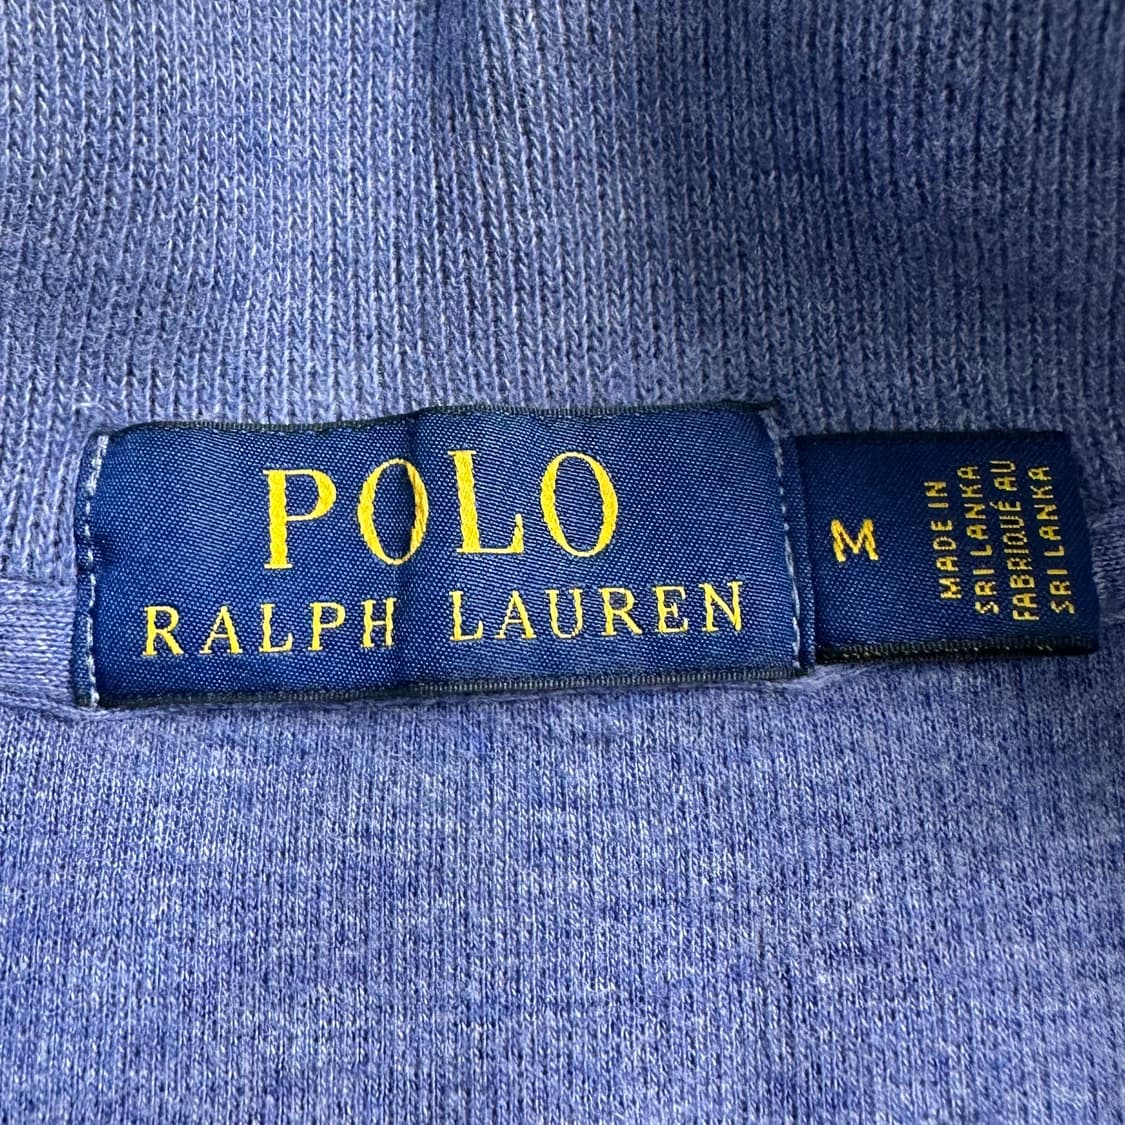 POLO
RALPH LAUREN
M
MADE IN
SRI LANKA
FABRIQUÉ AU
SRI LANKA